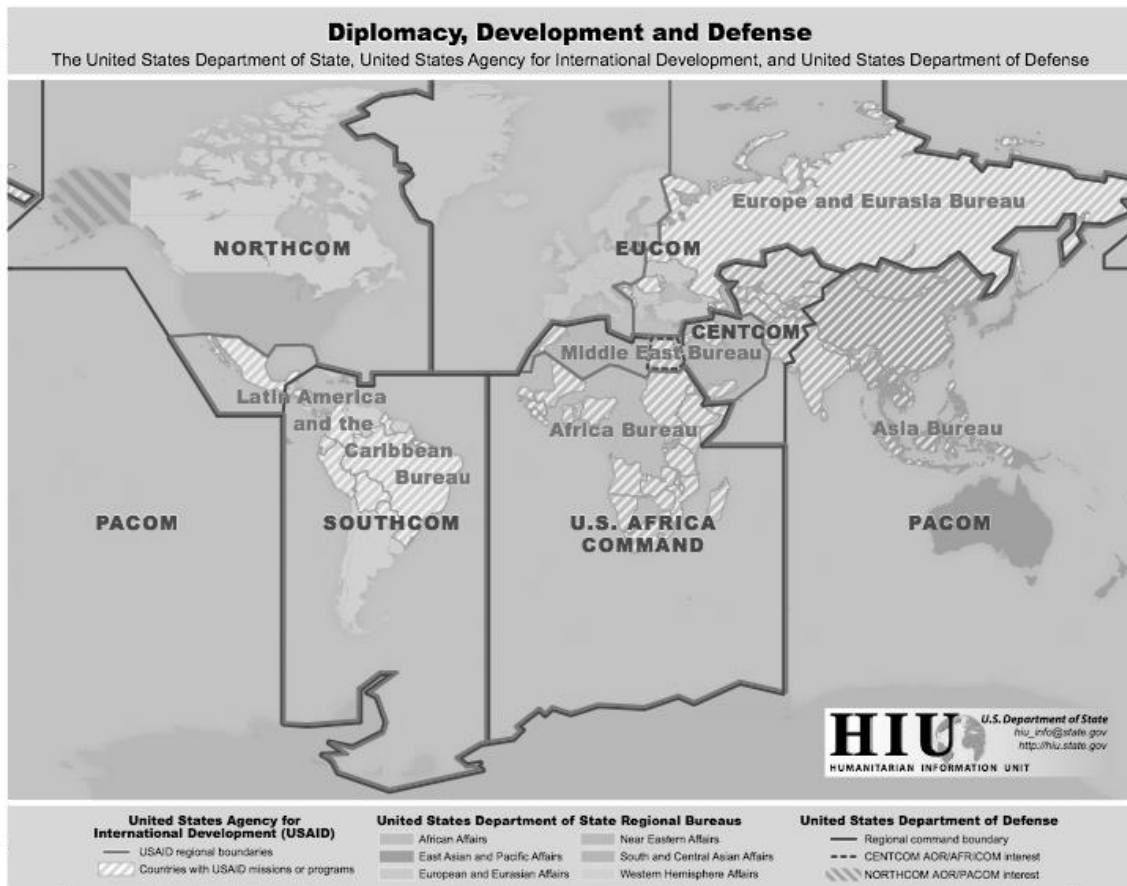 Diplomacy, Development and Defense
The United States Department of State, United States Agency for International Development, and United States Department of Defense
Europe and Eurasia Bureau
NORTHCOM
EUCOM
CENTCOM
Middle East Bureau
Latin America
and the
Caribbean
Bureau
Africa Bureau
Asia Bureau
PACOM
SOUTHCOM
U.S. AFRICA
COMMAND
PACOM
HIU
U.S. Department of State
hiu_info@state.gov
http://hiu.state.gov
HUMANITARIAN INFORMATION UNIT
United States Agency for
International Development (USAID)
USAID regional boundaries
Countries with USAID missions or programs
United States Department of State Regional Bureaus
African Affairs
East Asian and Pacific Affairs
European and Eurasian Affairs
Near Eastern Affairs
South and Central Asian Affairs
Western Hemisphere Affairs
United States Department of Defense
Regional command boundary
CENTCOM AOR/AFRICOM interest
NORTHCOM AOR/PACOM interest